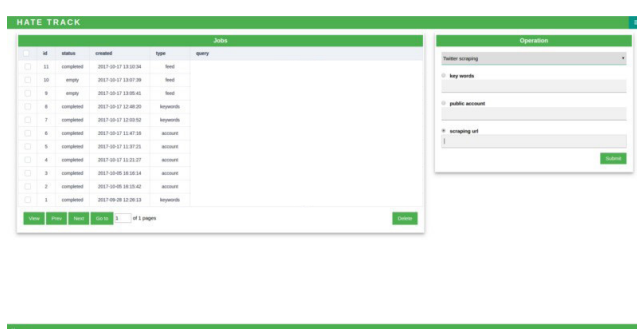 HATE TRACK
Jobs
id status created type query
11 completed 2017-10-17 13:10:34 feed
10 empty 2017-10-17 13:07:39 feed
9 empty 2017-10-17 13:05:41 feed
8 completed 2017-10-17 12:48:20 keywords
7 completed 2017-10-17 12:03:52 keywords
6 completed 2017-10-17 11:47:16 account
5 completed 2017-10-17 11:37:21 account
4 completed 2017-10-17 11:21:27 account
3 completed 2017-10-05 16:16:14 account
2 completed 2017-10-05 16:15:42 account
1 completed 2017-09-28 12:26:13 keywords
View Prev Next Go to 1 of 1 pages Delete
Operation
Twitter scraping
key words
public account
scraping url
Submit